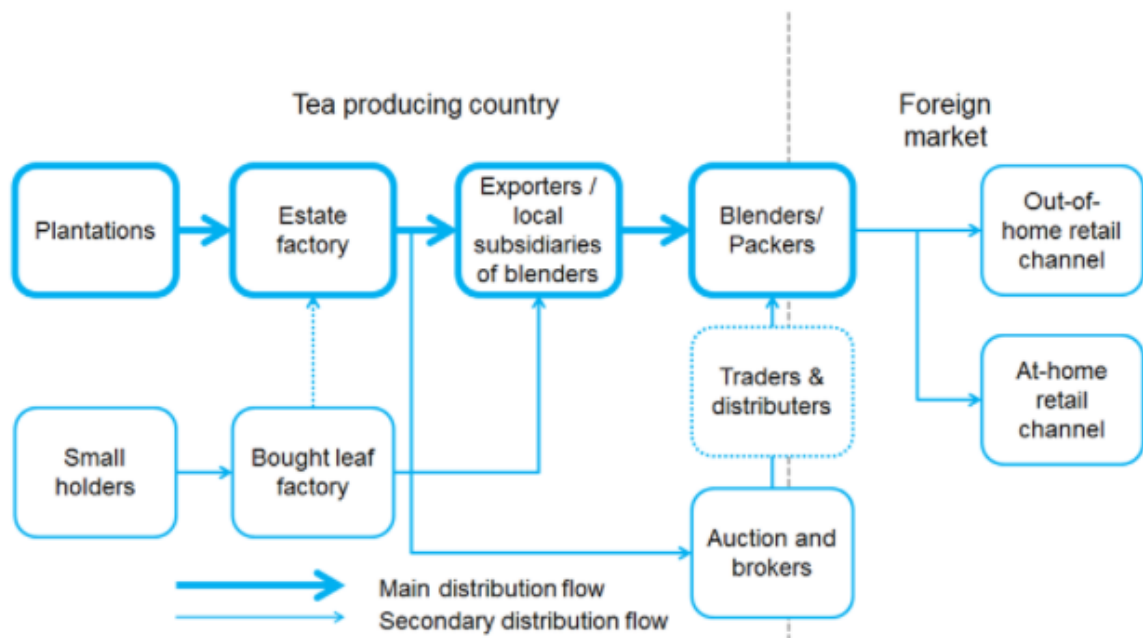 Tea producing country
Foreign
market
Plantations
Estate
factory
Exporters /
local
subsidiaries
of blenders
Blenders/
Packers
Out-of-
home retail
channel
Traders &
distributers
At-home
retail
channel
Small
holders
Bought leaf
factory
Auction and
brokers
Main distribution flow
Secondary distribution flow